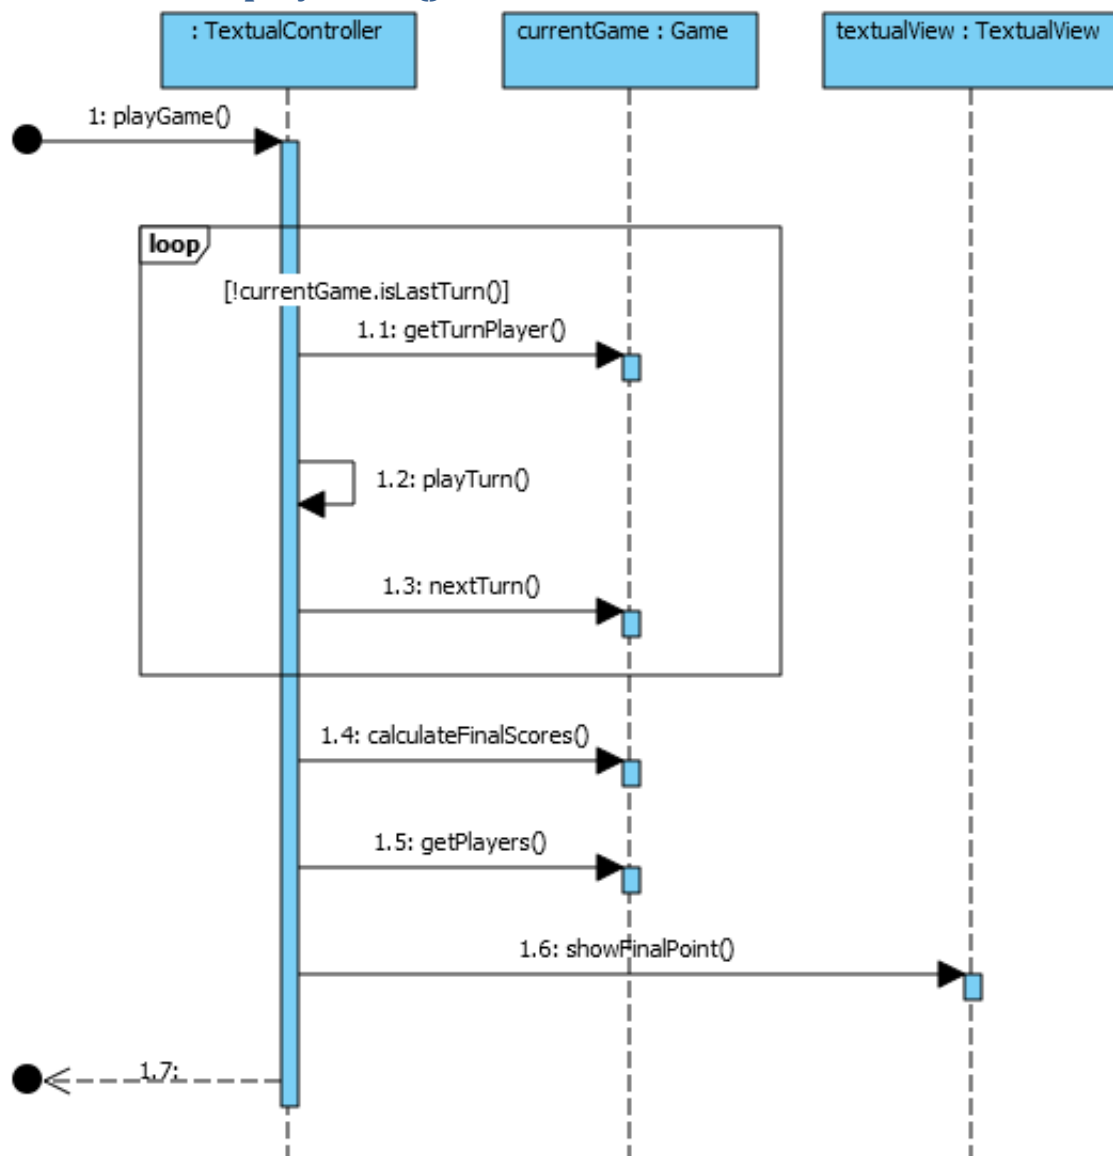 : TextualController
currentGame : Game
textualView : TextualView
1: playGame()
loop
[!currentGame.isLastTurn()]
1.1: getTurnPlayer()
1.2: playTurn()
1.3: nextTurn()
1.4: calculateFinalScores()
1.5: getPlayers()
1.6: showFinalPoint()
1.7: